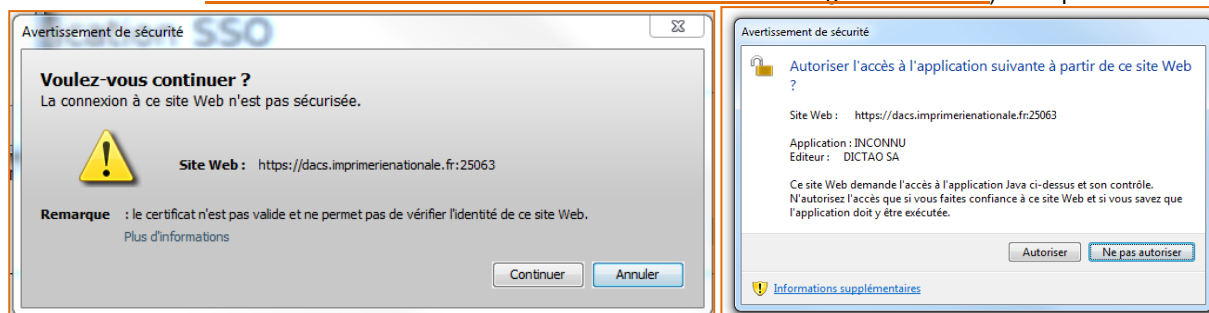 Avertissement de sécurité
SSO
Voulez-vous continuer ?
La connexion à ce site Web n'est pas sécurisée.
Site Web : https://dacs.imprimerienationale.fr:25063
Remarque : le certificat n'est pas valide et ne permet pas de vérifier l'identité de ce site Web.
Plus d'informations
Continuer
Annuler
Avertissement de sécurité
Autoriser l'accès à l'application suivante à partir de ce site Web
?
Site Web : https://dacs.imprimerienationale.fr:25063
Application : INCONNU
Editeur : DICTAO SA
Ce site Web demande l'accès à l'application Java ci-dessus et son contrôle.
N'autorisez l'accès que si vous faites confiance à ce site Web et si vous savez que
l'application doit y être exécutée.
Autoriser
Ne pas autoriser
Informations supplémentaires